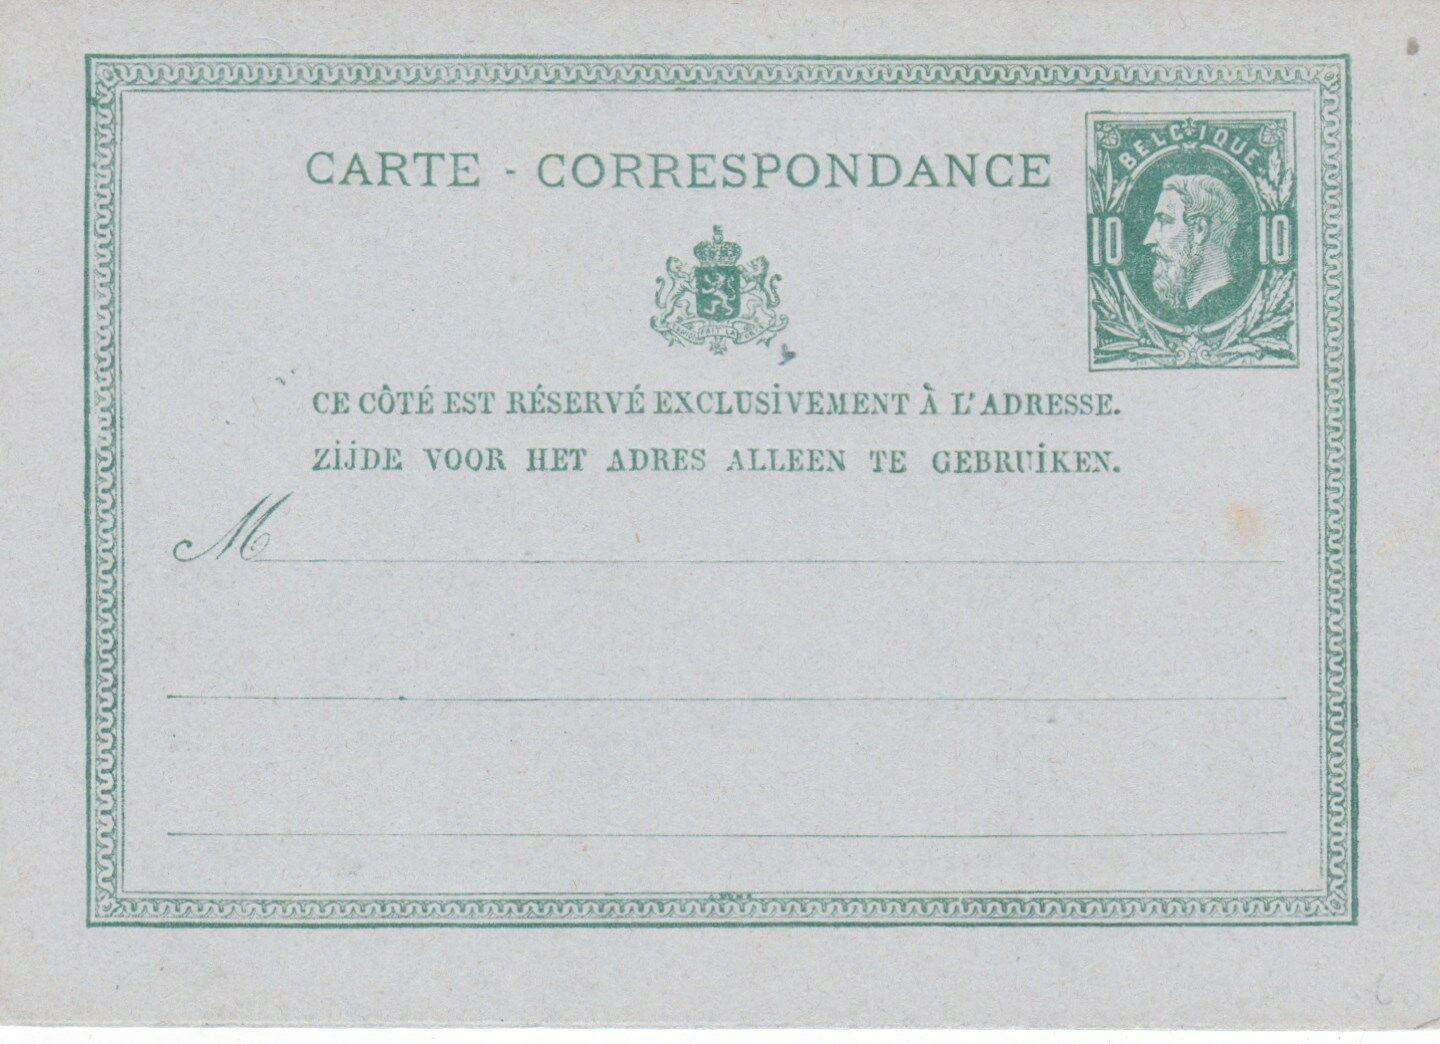 CARTE - CORRESPONDANCE
BELGIQUE
10 10
CE CÔTÉ EST RÉSERVÉ EXCLUSIVEMENT À L'ADRESSE.
ZIJDE VOOR HET ADRES ALLEEN TE GEBRUIKEN.
M